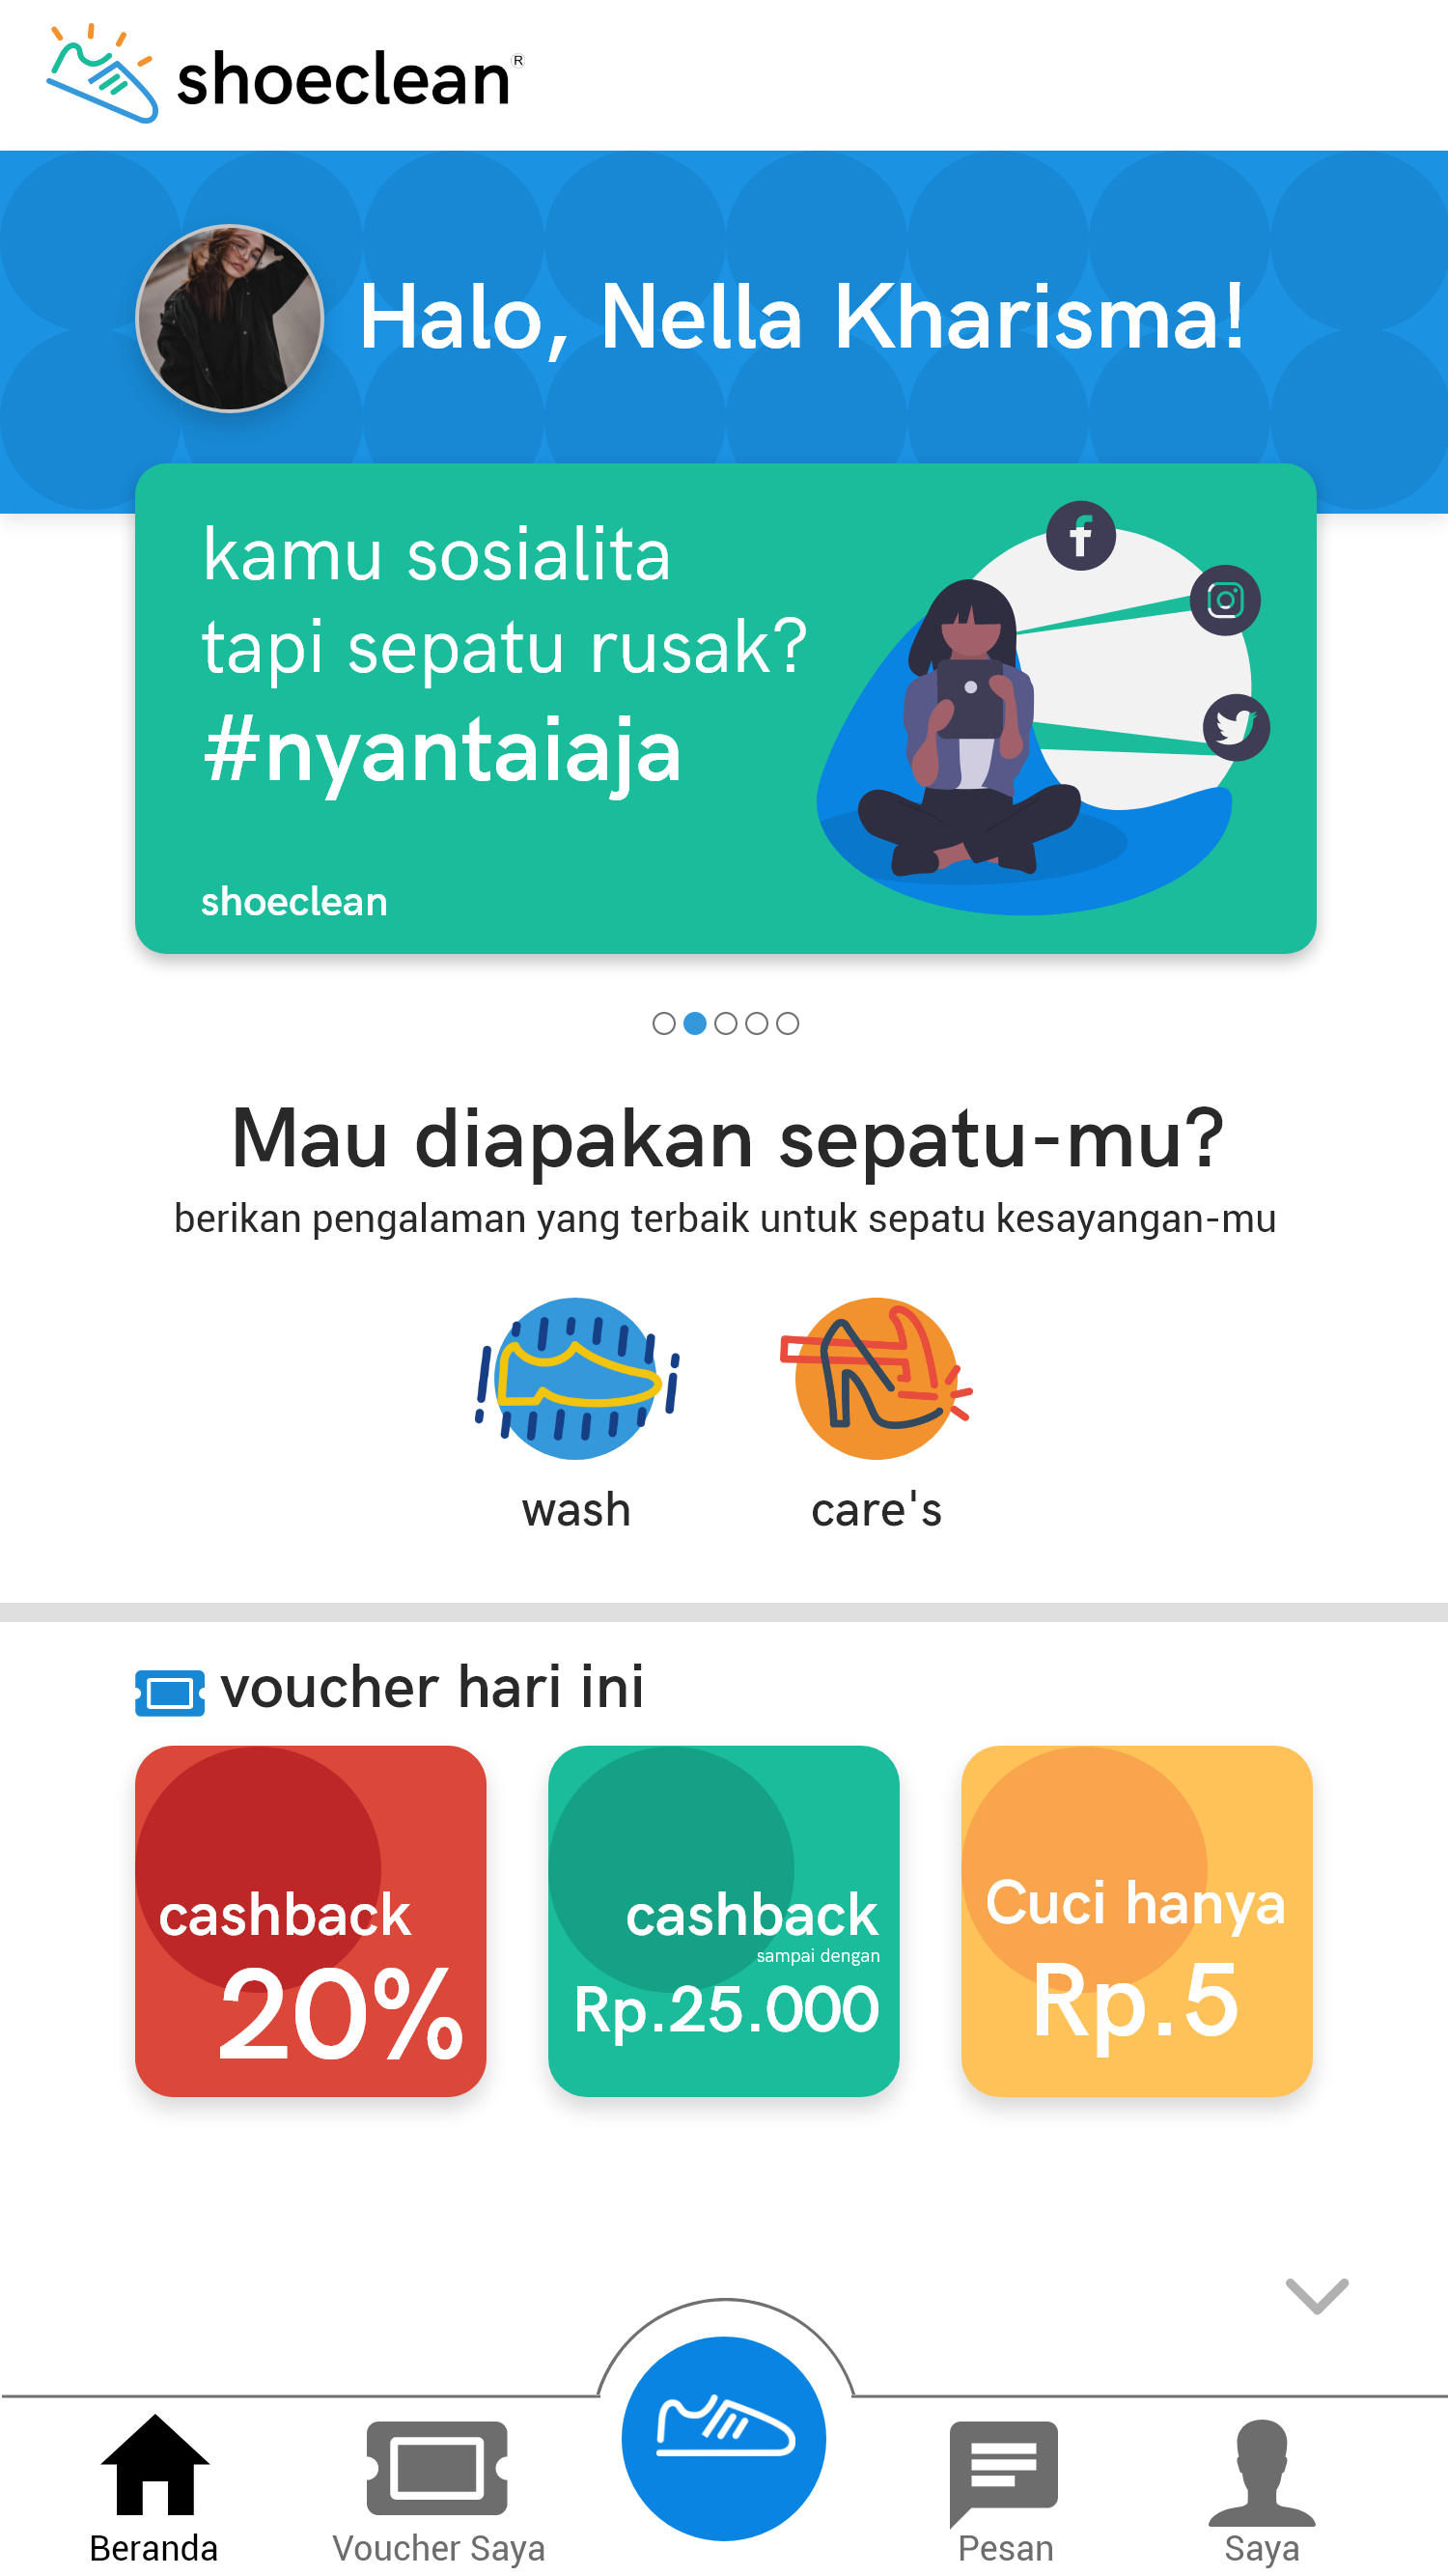 shoeclean®
Halo, Nella Kharisma!
kamu sosialita
tapi sepatu rusak?
#nyantaiaja
shoeclean
Mau diapakan sepatu-mu?
berikan pengalaman yang terbaik untuk sepatu kesayangan-mu
wash
care's
voucher hari ini
cashback
20%
cashback
sampai dengan
Rp.25.000
Cuci hanya
Rp.5
Beranda
Voucher Saya
Pesan
Saya